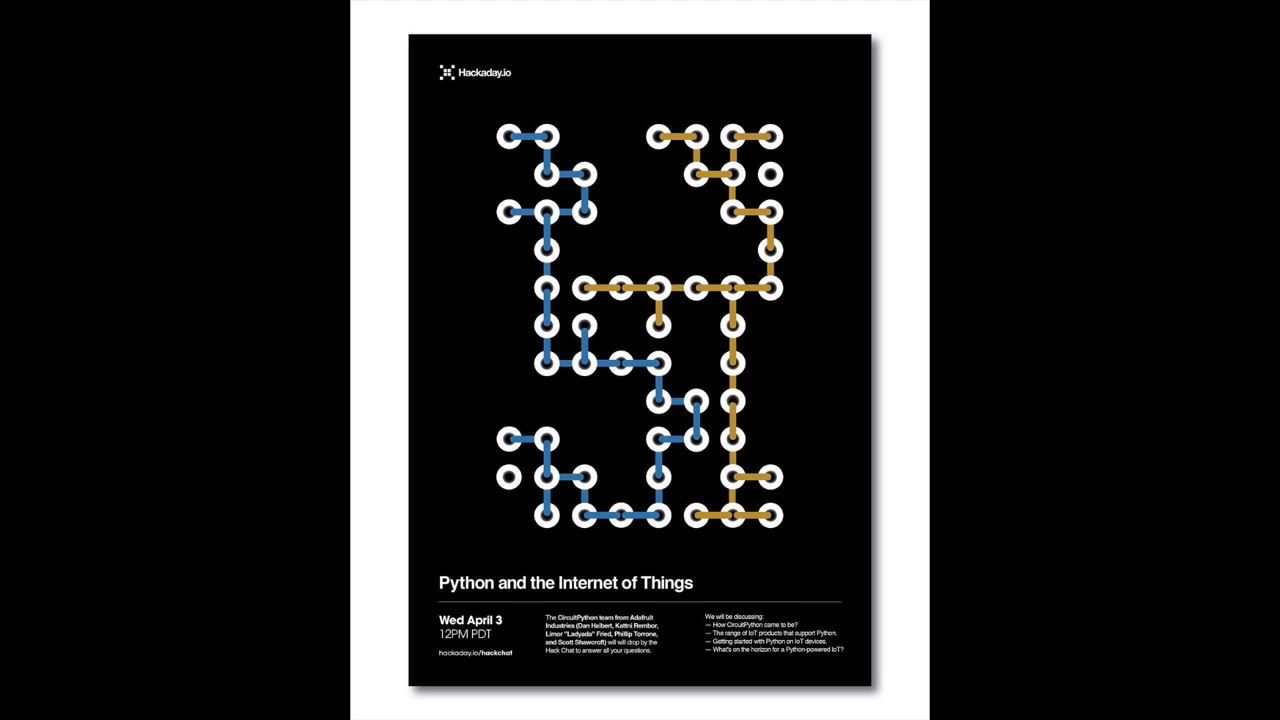 Hackaday.io
Python and the Internet of Things
Wed April 3
12PM PDT
hackaday.io/hackchat
The CircuitPython team from Adafruit
Industries (Dan Halbert, Kattni Rembor,
Limor "Ladyada" Fried, Phillip Torrone,
and Scott Shawcroft) will will drop by the
Hack Chat to answer all your questions.
We will be discussing:
— How CircuitPython came to be?
— The range of IoT products that support Python.
— Getting started with Python on IoT devices.
— What's on the horizon for a Python-powered IoT?